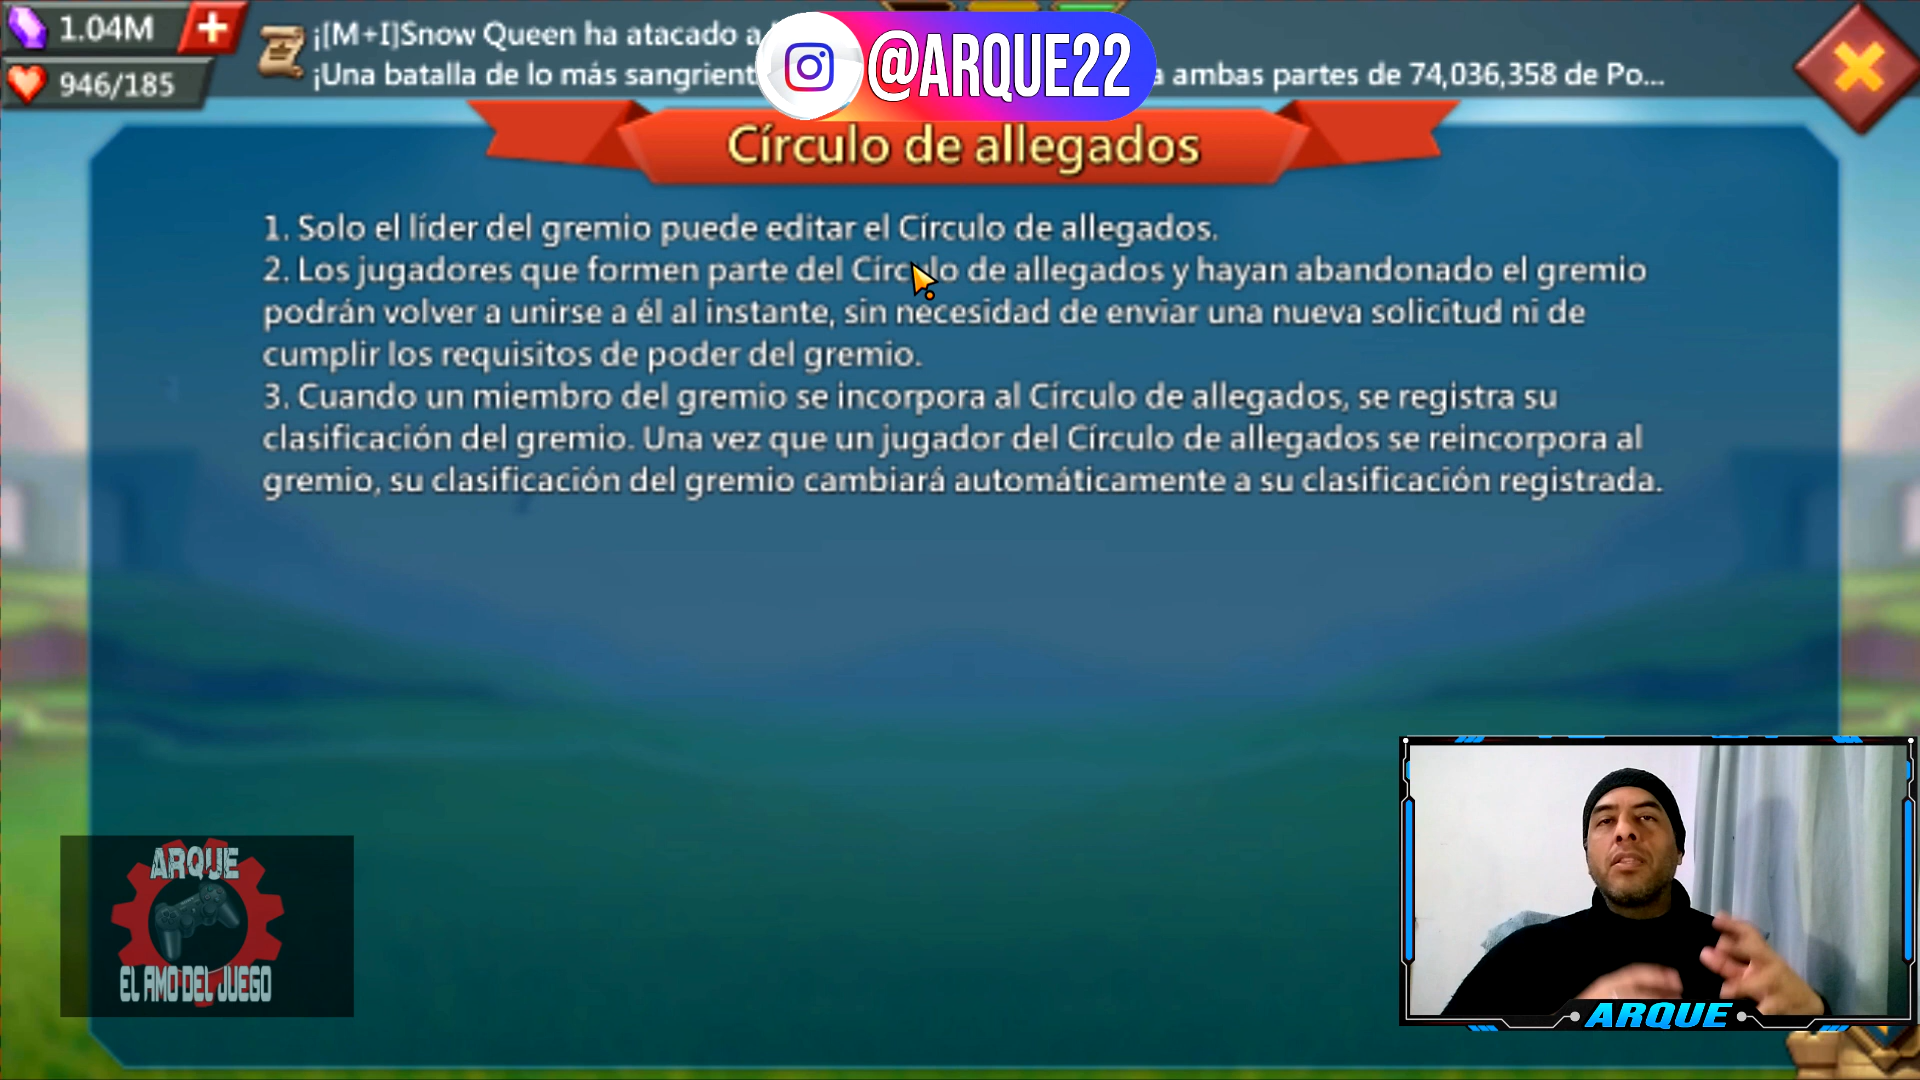 1.04M
946/185
¡[M+I]Snow Queen ha atacado a
¡Una batalla de lo más sangrient
a ambas partes de 74,036,358 de Po...
@ARQUE22
Círculo de allegados
1. Solo el líder del gremio puede editar el Círculo de allegados.
2. Los jugadores que formen parte del Círculo de allegados y hayan abandonado el gremio
podrán volver a unirse a él al instante, sin necesidad de enviar una nueva solicitud ni de
cumplir los requisitos de poder del gremio.
3. Cuando un miembro del gremio se incorpora al Círculo de allegados, se registra su
clasificación del gremio. Una vez que un jugador del Círculo de allegados se reincorpora al
gremio, su clasificación del gremio cambiará automáticamente a su clasificación registrada.
ARQUE
EL AMO DEL JUEGO
ARQUE